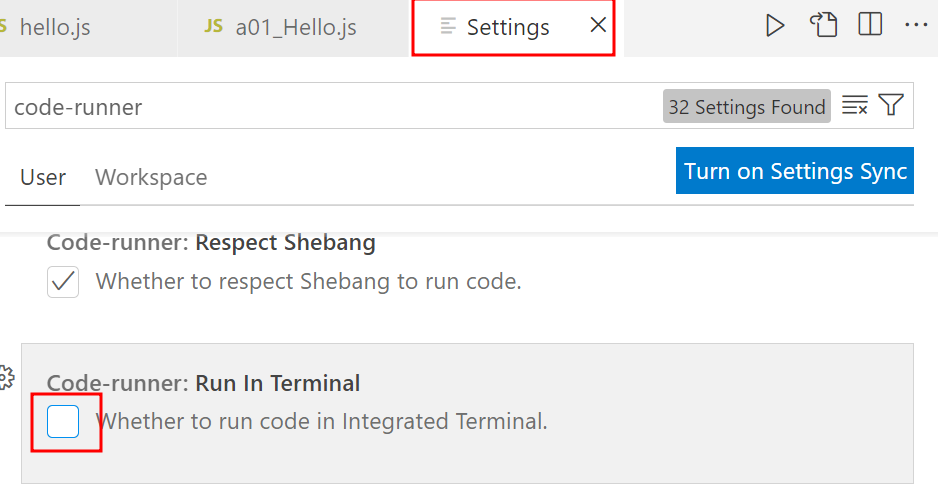 JS hello.js JS a01_Hello.js Settings
code-runner 32 Settings Found
User Workspace Turn on Settings Sync
Code-runner: Respect Shebang
Whether to respect Shebang to run code.
Code-runner: Run In Terminal
Whether to run code in Integrated Terminal.